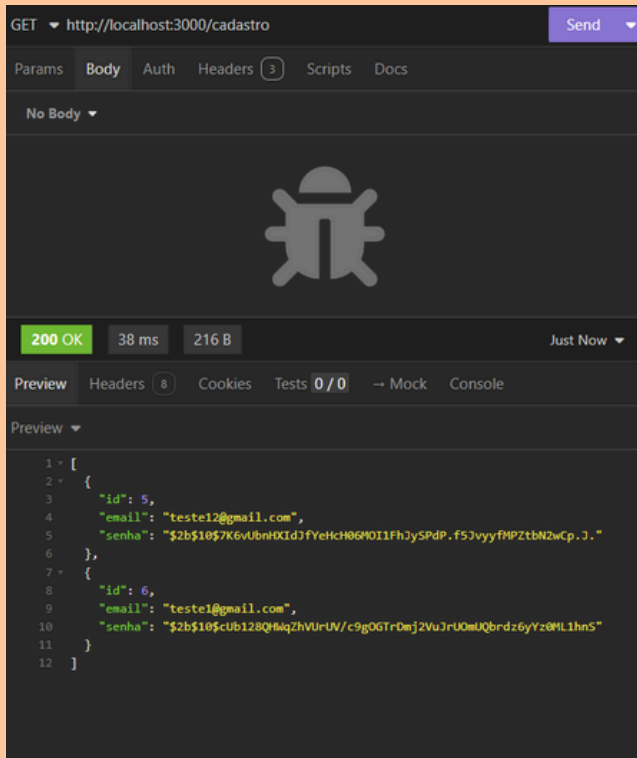 GET http://localhost:3000/cadastro Send
Params Body Auth Headers 3 Scripts Docs
No Body
200 OK 38 ms 216 B Just Now
Preview Headers 8 Cookies Tests 0 / 0 → Mock Console
Preview
1 [
2 {
3 "id": 5,
4 "email": "teste12@gmail.com",
5 "senha": "$2b$10$7K6vUbnHXIdJfYeHcH06MOI1FhJySPdP.f5JvyyfMPZtbN2wCp.J."
6 },
7 {
8 "id": 6,
9 "email": "teste1@gmail.com",
10 "senha": "$2b$10$cUb128QHWqZhVUrUV/c9gOGTrDmj2VuJrUOmUQbrdz6yYz0ML1hnS"
11 }
12 ]